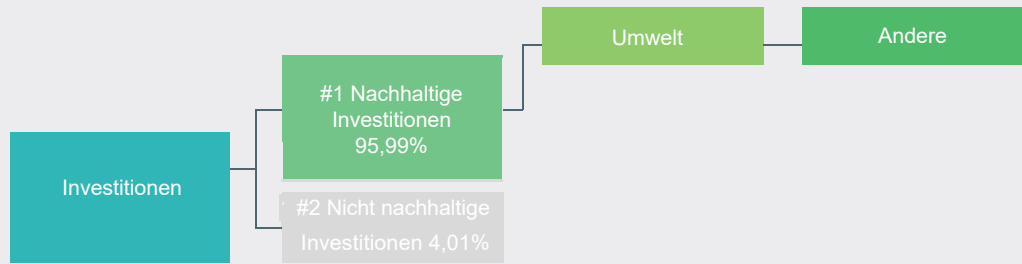 Investitionen
#1 Nachhaltige
Investitionen
95,99%
#2 Nicht nachhaltige
Investitionen 4,01%
Umwelt
Andere